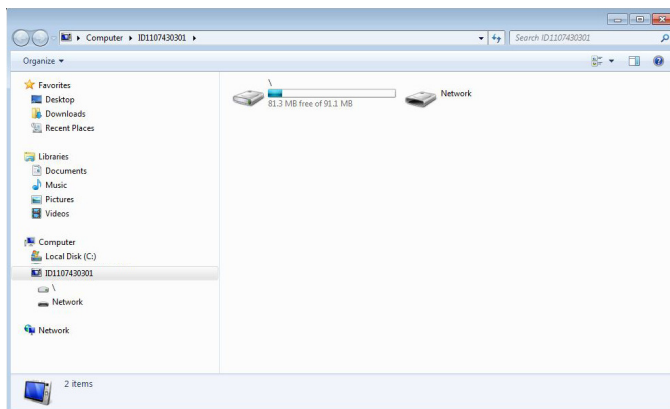 Computer ▸ ID1107430301 ▸
Search ID1107430301
Organize
Favorites
Desktop
Downloads
Recent Places
Libraries
Documents
Music
Pictures
Videos
Computer
Local Disk (C:)
ID1107430301
\
Network
Network
\
81.3 MB free of 91.1 MB
Network
2 items